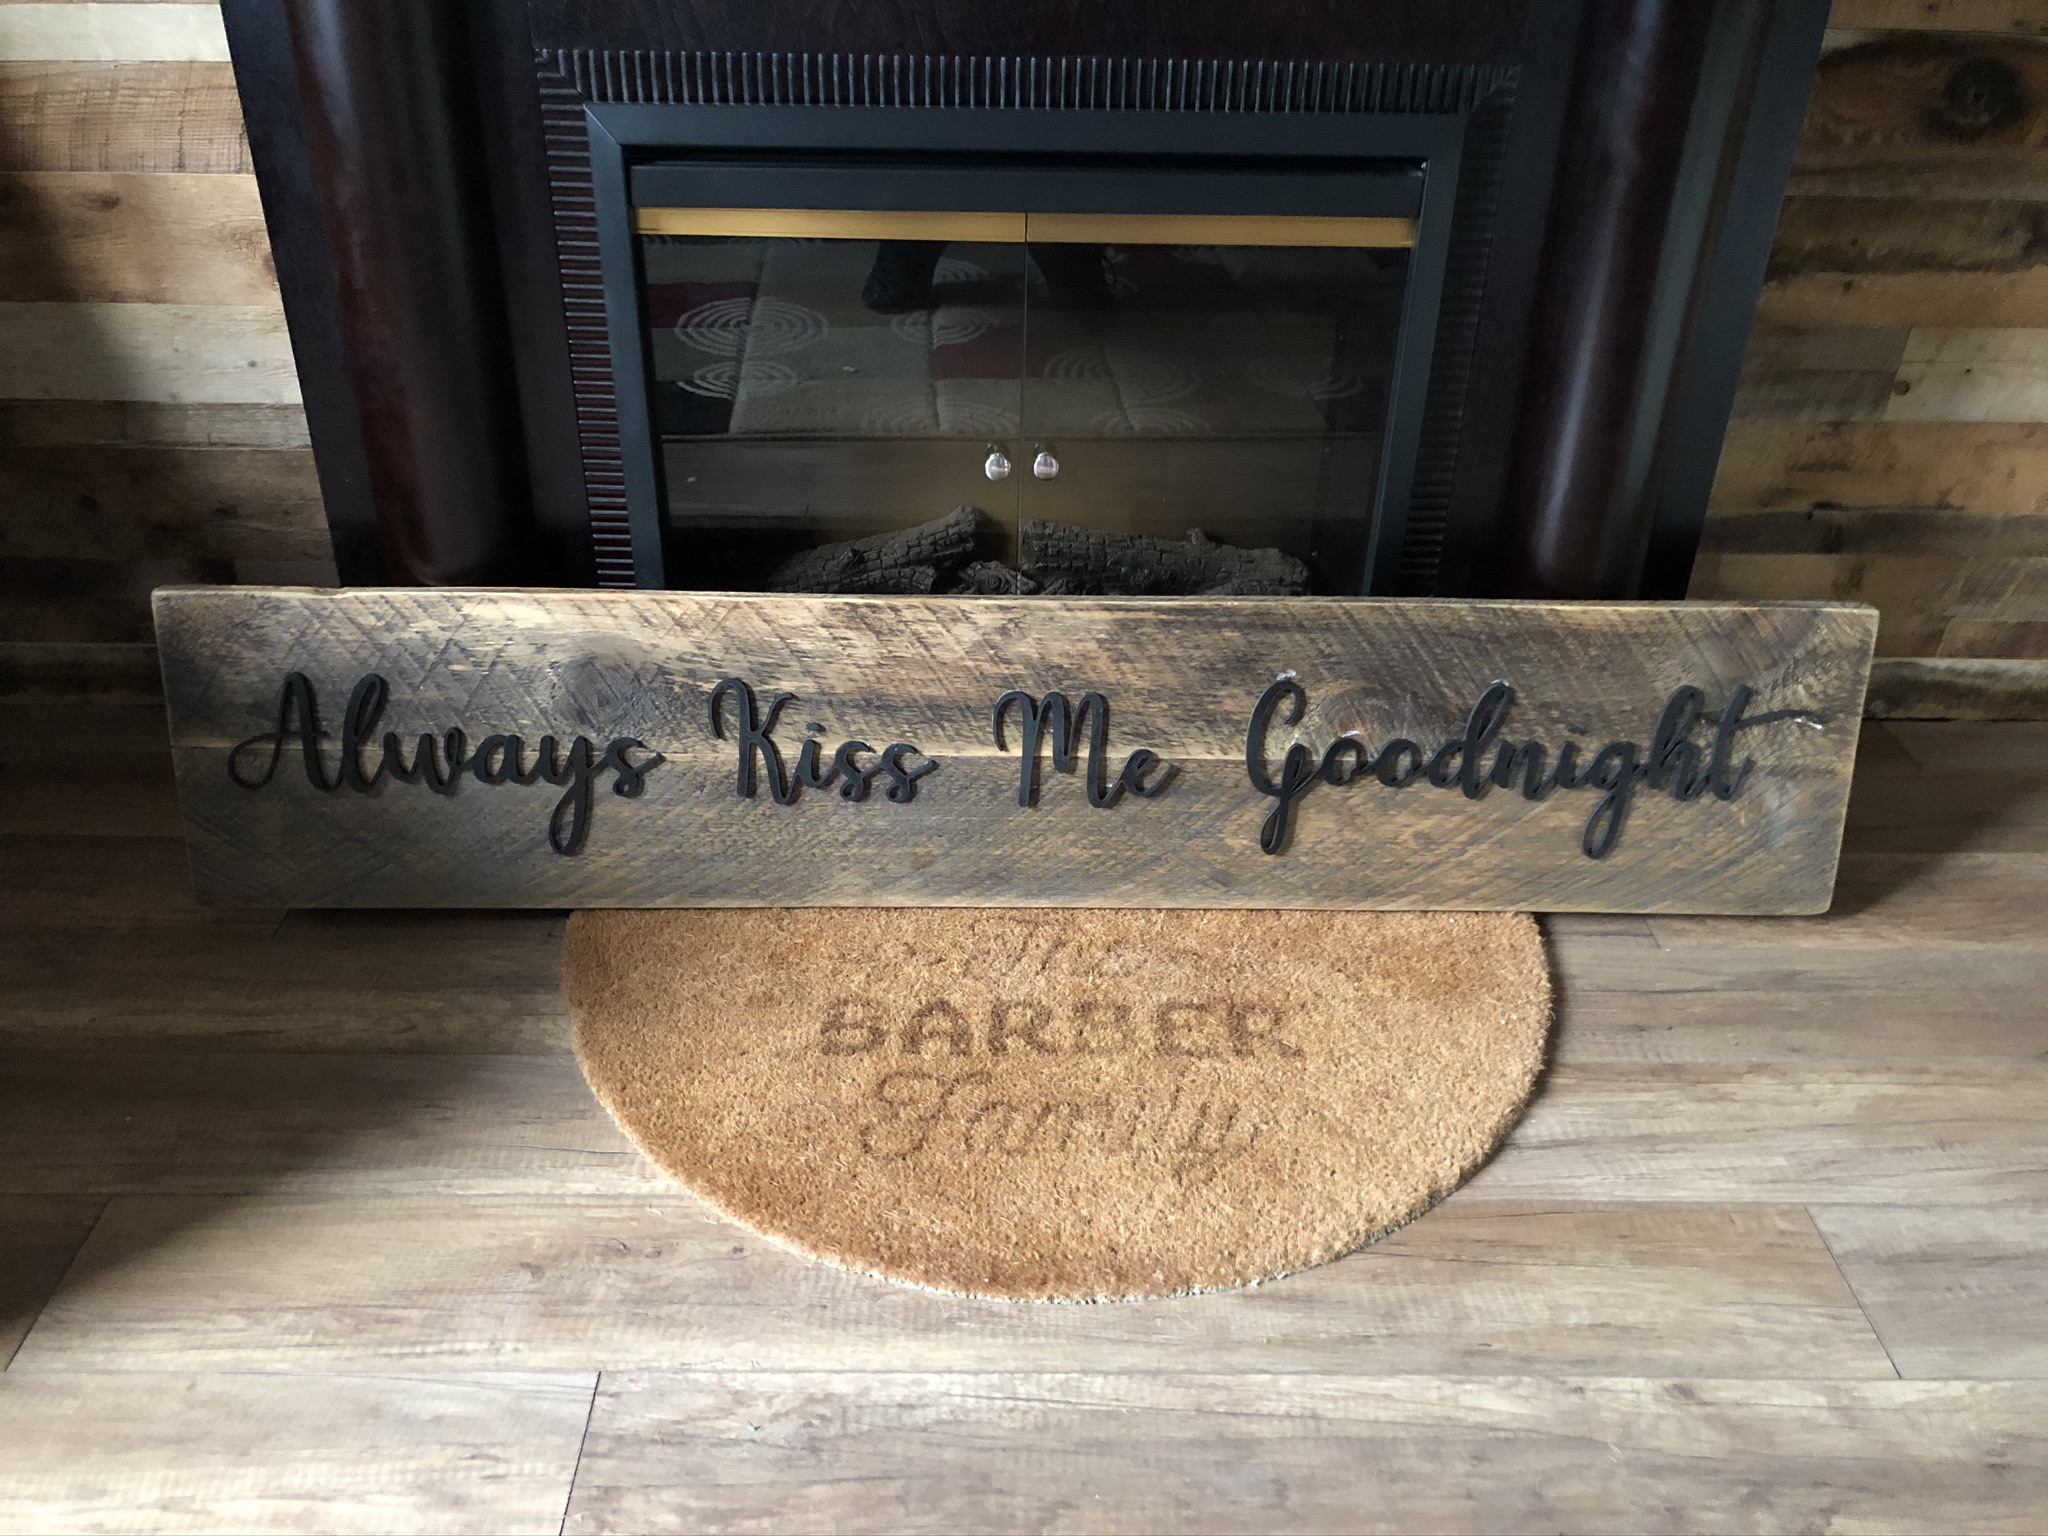 Always Kiss Me Goodnight
The
BARBER
Family